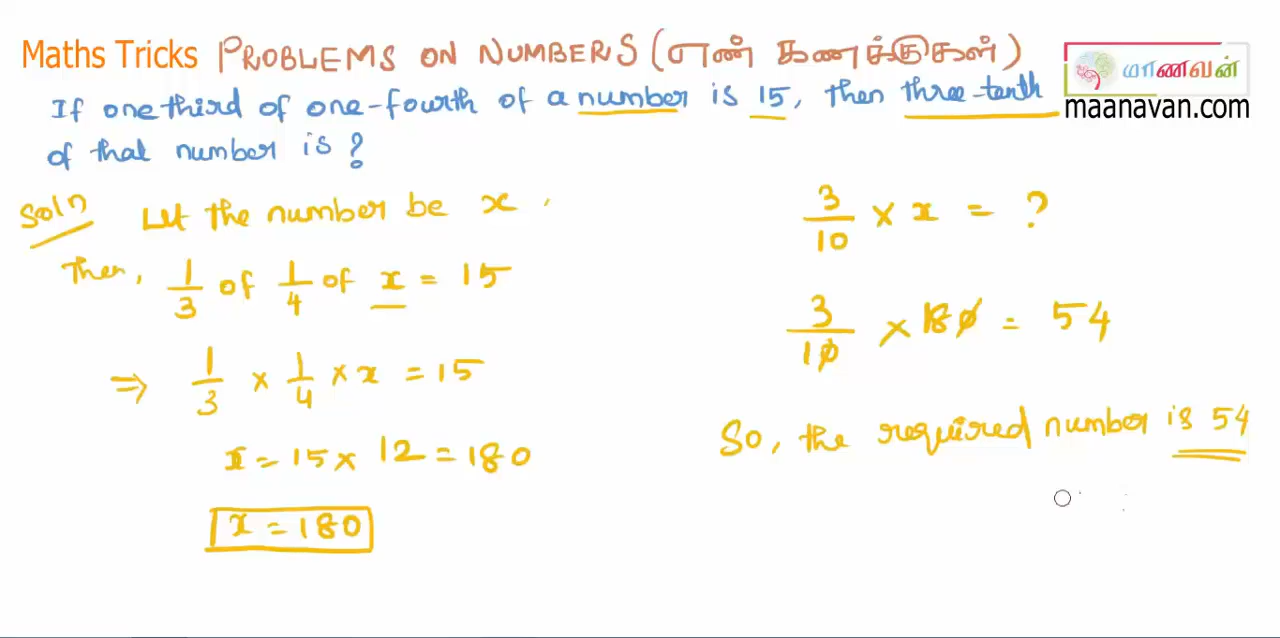 Maths Tricks PROBLEMS ON NUMBERS (எண் கணக்குகள்)
மாணவன்
maanavan.com
If one third of one-fourth of a number is 15, then three-tenth
of that number is?
Soln Let the number be x.
Then, 1/3 of 1/4 of x = 15
⇒ 1/3 × 1/4 × x = 15
x = 15 × 12 = 180
x = 180
3/10 × x = ?
3/10 × 180 = 54
So, the required number is 54